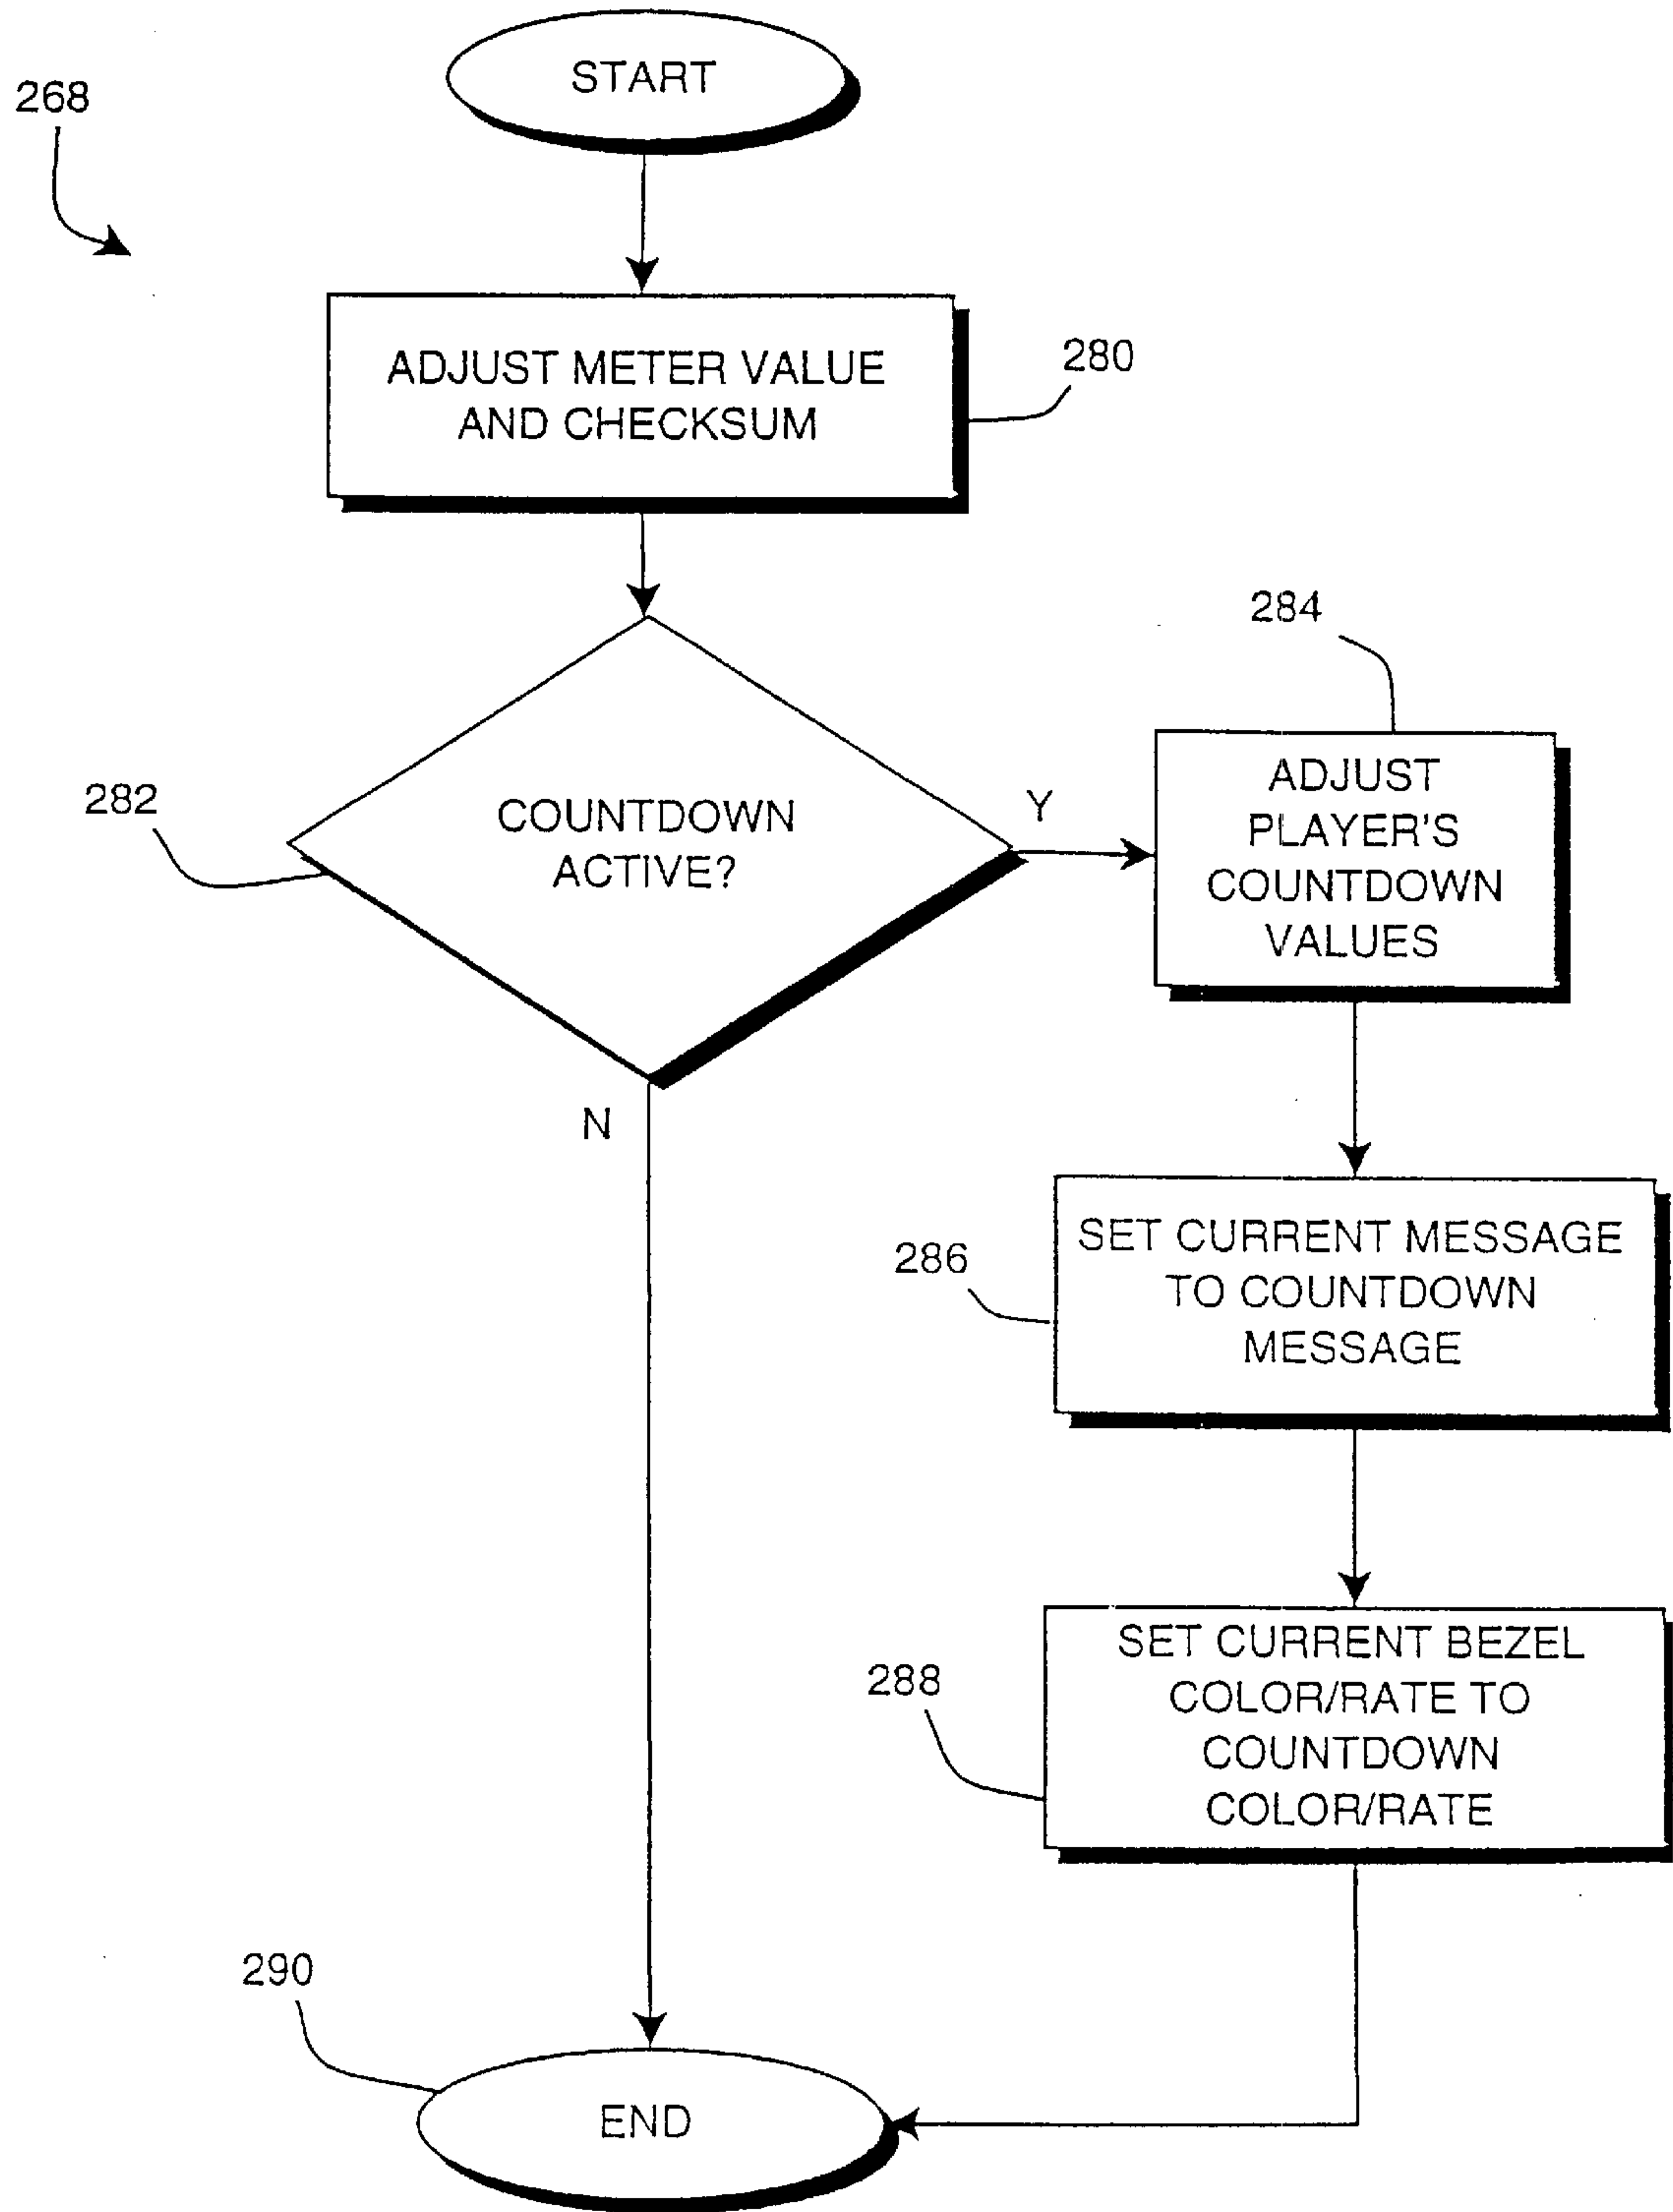 START
268
ADJUST METER VALUE
AND CHECKSUM
280
284
ADJUST
PLAYER'S
COUNTDOWN
VALUES
282
COUNTDOWN
ACTIVE?
Y
N
SET CURRENT MESSAGE
TO COUNTDOWN
MESSAGE
286
SET CURRENT BEZEL
COLOR/RATE TO
COUNTDOWN
COLOR/RATE
288
290
END